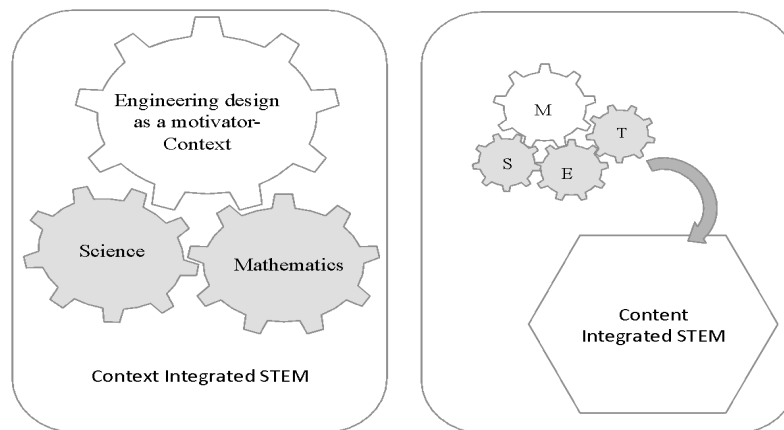 Engineering design
as a motivator-
Context
Science
Mathematics
Context Integrated STEM
M
T
S
E
Content
Integrated STEM